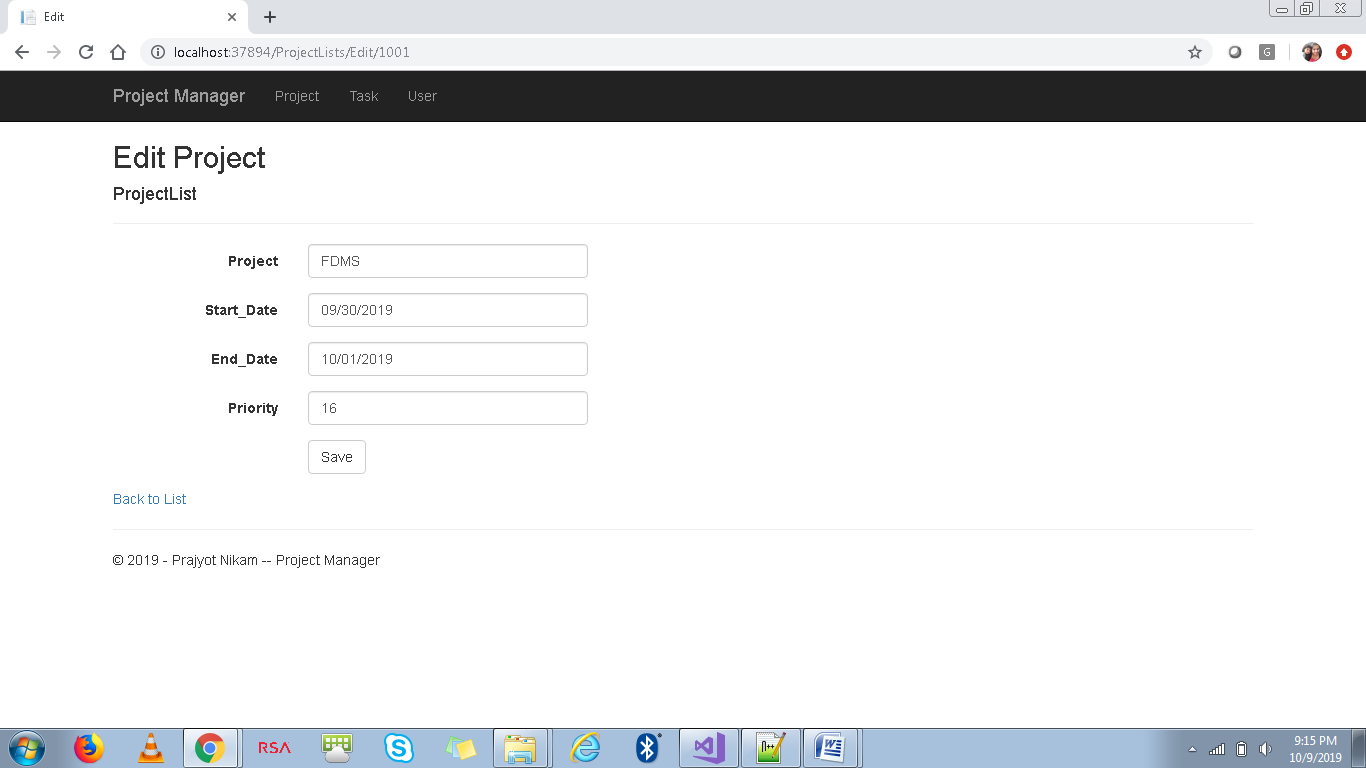 Edit
localhost:37894/ProjectLists/Edit/1001
G
Project Manager Project Task User
Edit Project
ProjectList
Project FDMS
Start_Date 09/30/2019
End_Date 10/01/2019
Priority 16
Save
Back to List
© 2019 - Prajyot Nikam -- Project Manager
RSA
9:15 PM
10/9/2019